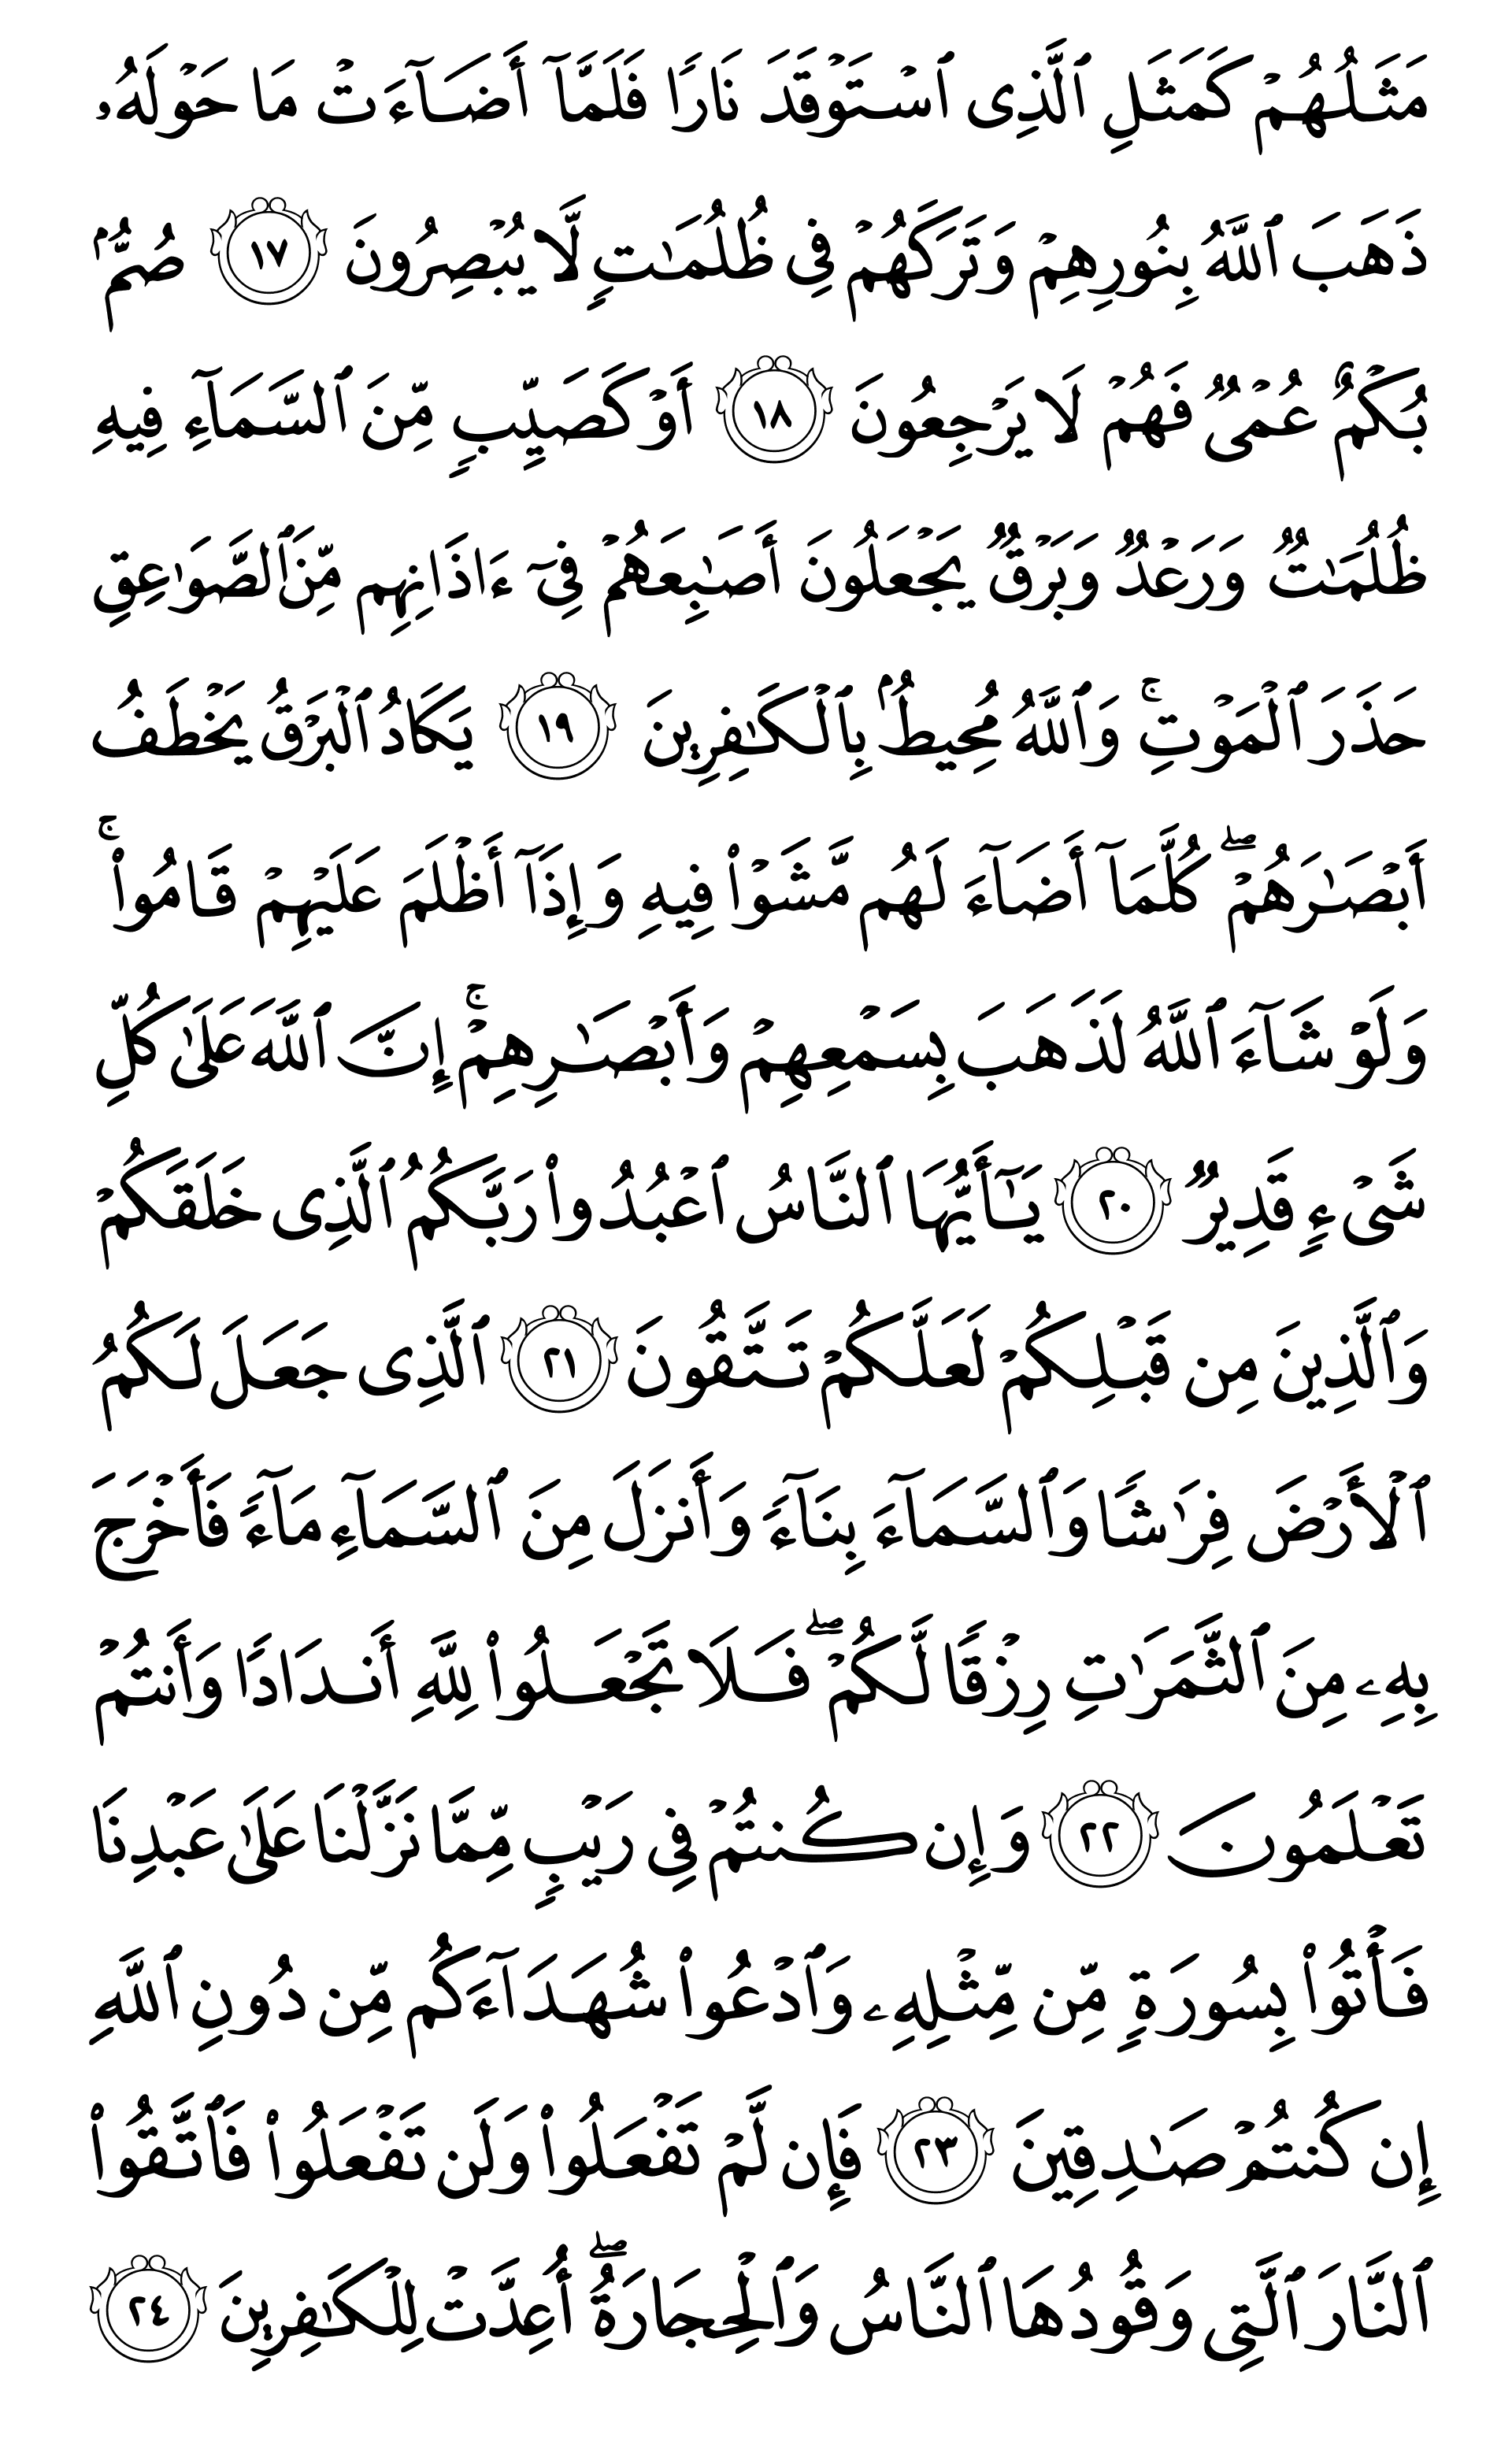 مَثَلُهُمْ كَمَثَلِ ٱلَّذِى ٱسْتَوْقَدَ نَارًا فَلَمَّآ أَضَآءَتْ مَا حَوْلَهُۥ
ذَهَبَ ٱللَّهُ بِنُورِهِمْ وَتَرَكَهُمْ فِى ظُلُمَـٰتٍ لَّا يُبْصِرُونَ ١٧ صُمٌّۢ
بُكْمٌ عُمْىٌ فَهُمْ لَا يَرْجِعُونَ ١٨ أَوْ كَصَيِّبٍ مِّنَ ٱلسَّمَآءِ فِيهِ
ظُلُمَـٰتٌ وَرَعْدٌ وَبَرْقٌ يَجْعَلُونَ أَصَـٰبِعَهُمْ فِىٓ ءَاذَانِهِم مِّنَ ٱلصَّوَٰعِقِ
حَذَرَ ٱلْمَوْتِ ۚ وَٱللَّهُ مُحِيطٌۢ بِٱلْكَـٰفِرِينَ ١٩ يَكَادُ ٱلْبَرْقُ يَخْطَفُ
أَبْصَـٰرَهُمْ ۖ كُلَّمَآ أَضَآءَ لَهُم مَّشَوْا۟ فِيهِ وَإِذَآ أَظْلَمَ عَلَيْهِمْ قَامُوا۟ ۚ
وَلَوْ شَآءَ ٱللَّهُ لَذَهَبَ بِسَمْعِهِمْ وَأَبْصَـٰرِهِمْ ۚ إِنَّ ٱللَّهَ عَلَىٰ كُلِّ
شَىْءٍ قَدِيرٌ ٢٠ يَـٰٓأَيُّهَا ٱلنَّاسُ ٱعْبُدُوا۟ رَبَّكُمُ ٱلَّذِى خَلَقَكُمْ
وَٱلَّذِينَ مِن قَبْلِكُمْ لَعَلَّكُمْ تَتَّقُونَ ٢١ ٱلَّذِى جَعَلَ لَكُمُ
ٱلْأَرْضَ فِرَٰشًا وَٱلسَّمَآءَ بِنَآءً وَأَنزَلَ مِنَ ٱلسَّمَآءِ مَآءً فَأَخْرَجَ
بِهِۦ مِنَ ٱلثَّمَرَٰتِ رِزْقًا لَّكُمْ ۖ فَلَا تَجْعَلُوا۟ لِلَّهِ أَندَادًا وَأَنتُمْ
تَعْلَمُونَ ٢٢ وَإِن كُنتُمْ فِى رَيْبٍ مِّمَّا نَزَّلْنَا عَلَىٰ عَبْدِنَا
فَأْتُوا۟ بِسُورَةٍ مِّن مِّثْلِهِۦ وَٱدْعُوا۟ شُهَدَآءَكُم مِّن دُونِ ٱللَّهِ
إِن كُنتُمْ صَـٰدِقِينَ ٢٣ فَإِن لَّمْ تَفْعَلُوا۟ وَلَن تَفْعَلُوا۟ فَٱتَّقُوا۟
ٱلنَّارَ ٱلَّتِى وَقُودُهَا ٱلنَّاسُ وَٱلْحِجَارَةُ ۖ أُعِدَّتْ لِلْكَـٰفِرِينَ ٢٤